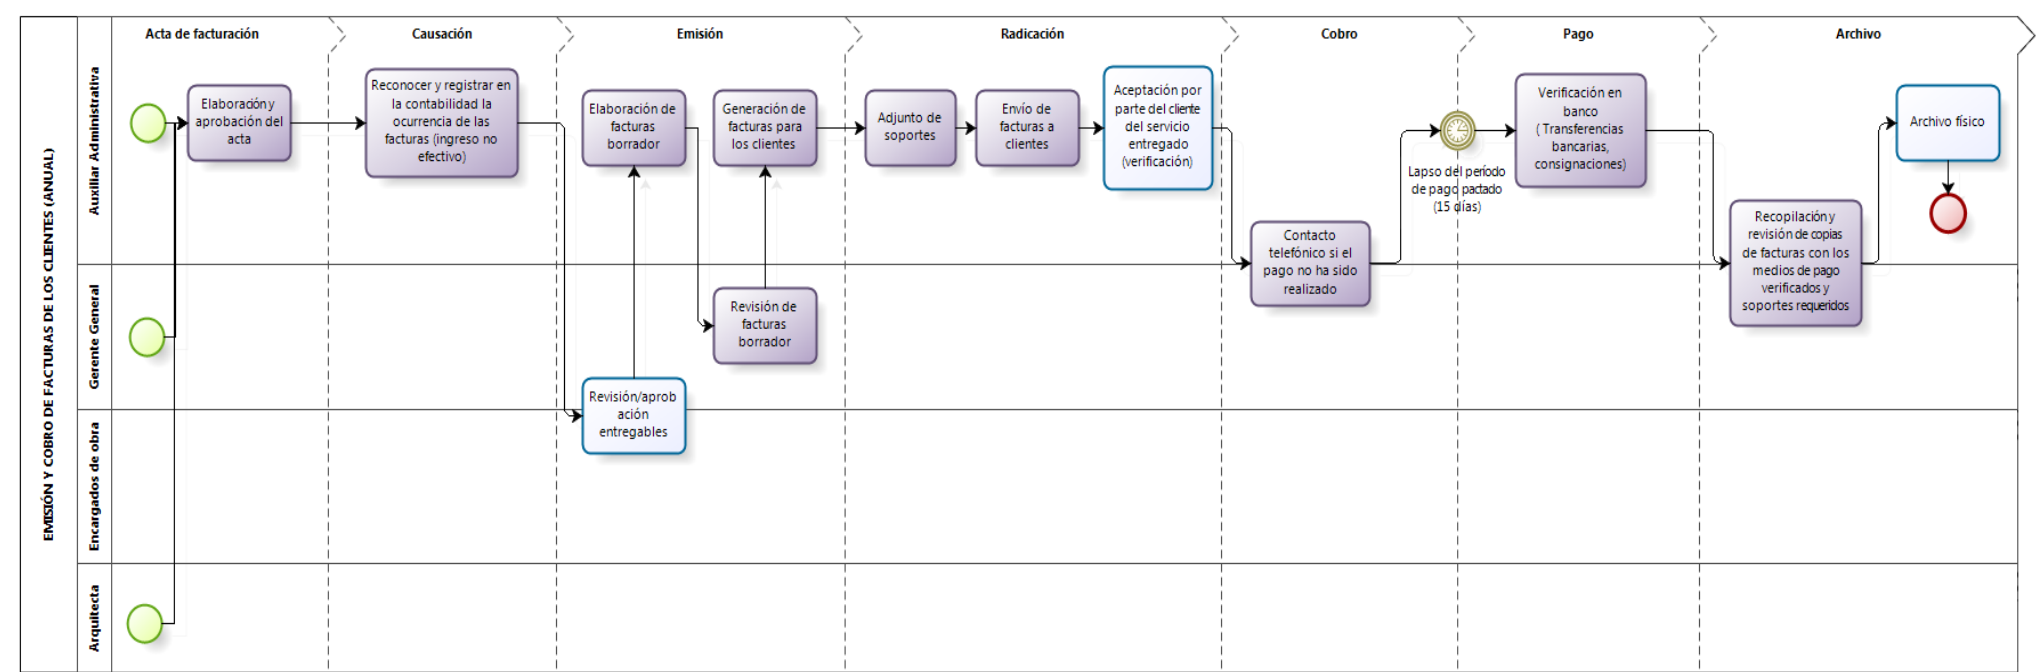 EMISIÓN Y COBRO DE FACTURAS DE LOS CLIENTES (ANUAL)
Acta de facturación
Causación
Emisión
Radicación
Cobro
Pago
Archivo
Auxiliar Administrativa
Elaboración y
aprobación del
acta
Reconocer y registrar en
la contabilidad la
ocurrencia de las
facturas (ingreso no
efectivo)
Elaboración de
facturas
borrador
Generación de
facturas para
los clientes
Adjunto de
soportes
Envío de
facturas a
clientes
Aceptación por
parte del cliente
del servicio
entregado
(verificación)
Contacto
telefónico si el
pago no ha sido
realizado
Lapso del período
de pago pactado
(15 días)
Verificación en
banco
( Transferencias
bancarias,
consignaciones)
Recopilación y
revisión de copias
de facturas con los
medios de pago
verificados y
soportes requeridos
Archivo físico
Gerente General
Revisión de
facturas
borrador
Revisión/aprob
ación
entregables
Encargados de obra
Arquitecta